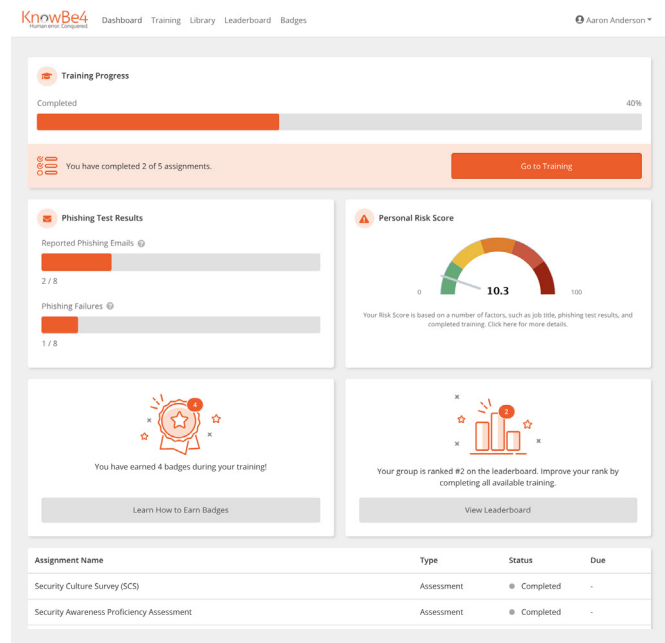 KnowBe4
Human error. Conquered.
Dashboard Training Library Leaderboard Badges
Aaron Anderson
Training Progress
Completed 40%
You have completed 2 of 5 assignments.
Go to Training
Phishing Test Results
Reported Phishing Emails
2 / 8
Phishing Failures
1 / 8
Personal Risk Score
0 10.3 100
Your Risk Score is based on a number of factors, such as job title, phishing test results, and
completed training. Click here for more details.
4
You have earned 4 badges during your training!
Learn How to Earn Badges
2
Your group is ranked #2 on the leaderboard. Improve your rank by
completing all available training.
View Leaderboard
Assignment Name Type Status Due
Security Culture Survey (SCS) Assessment Completed -
Security Awareness Proficiency Assessment Assessment Completed -